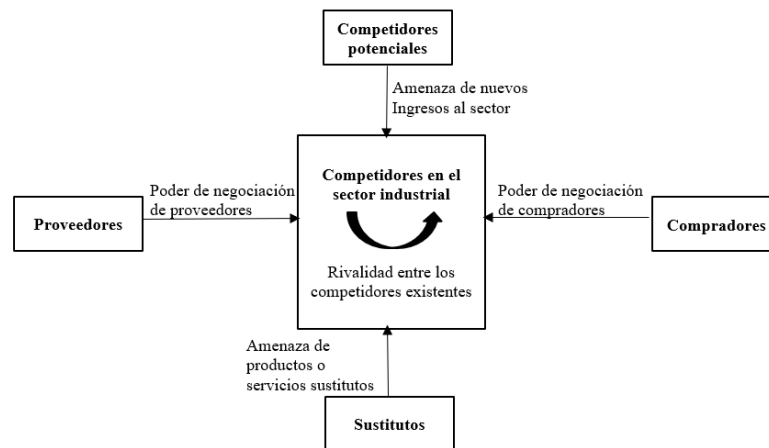 Competidores
potenciales
Amenaza de nuevos
Ingresos al sector
Competidores en el
sector industrial
Poder de negociación
de proveedores
Poder de negociación
de compradores
Proveedores
Compradores
Rivalidad entre los
competidores existentes
Amenaza de
productos o
servicios sustitutos
Sustitutos